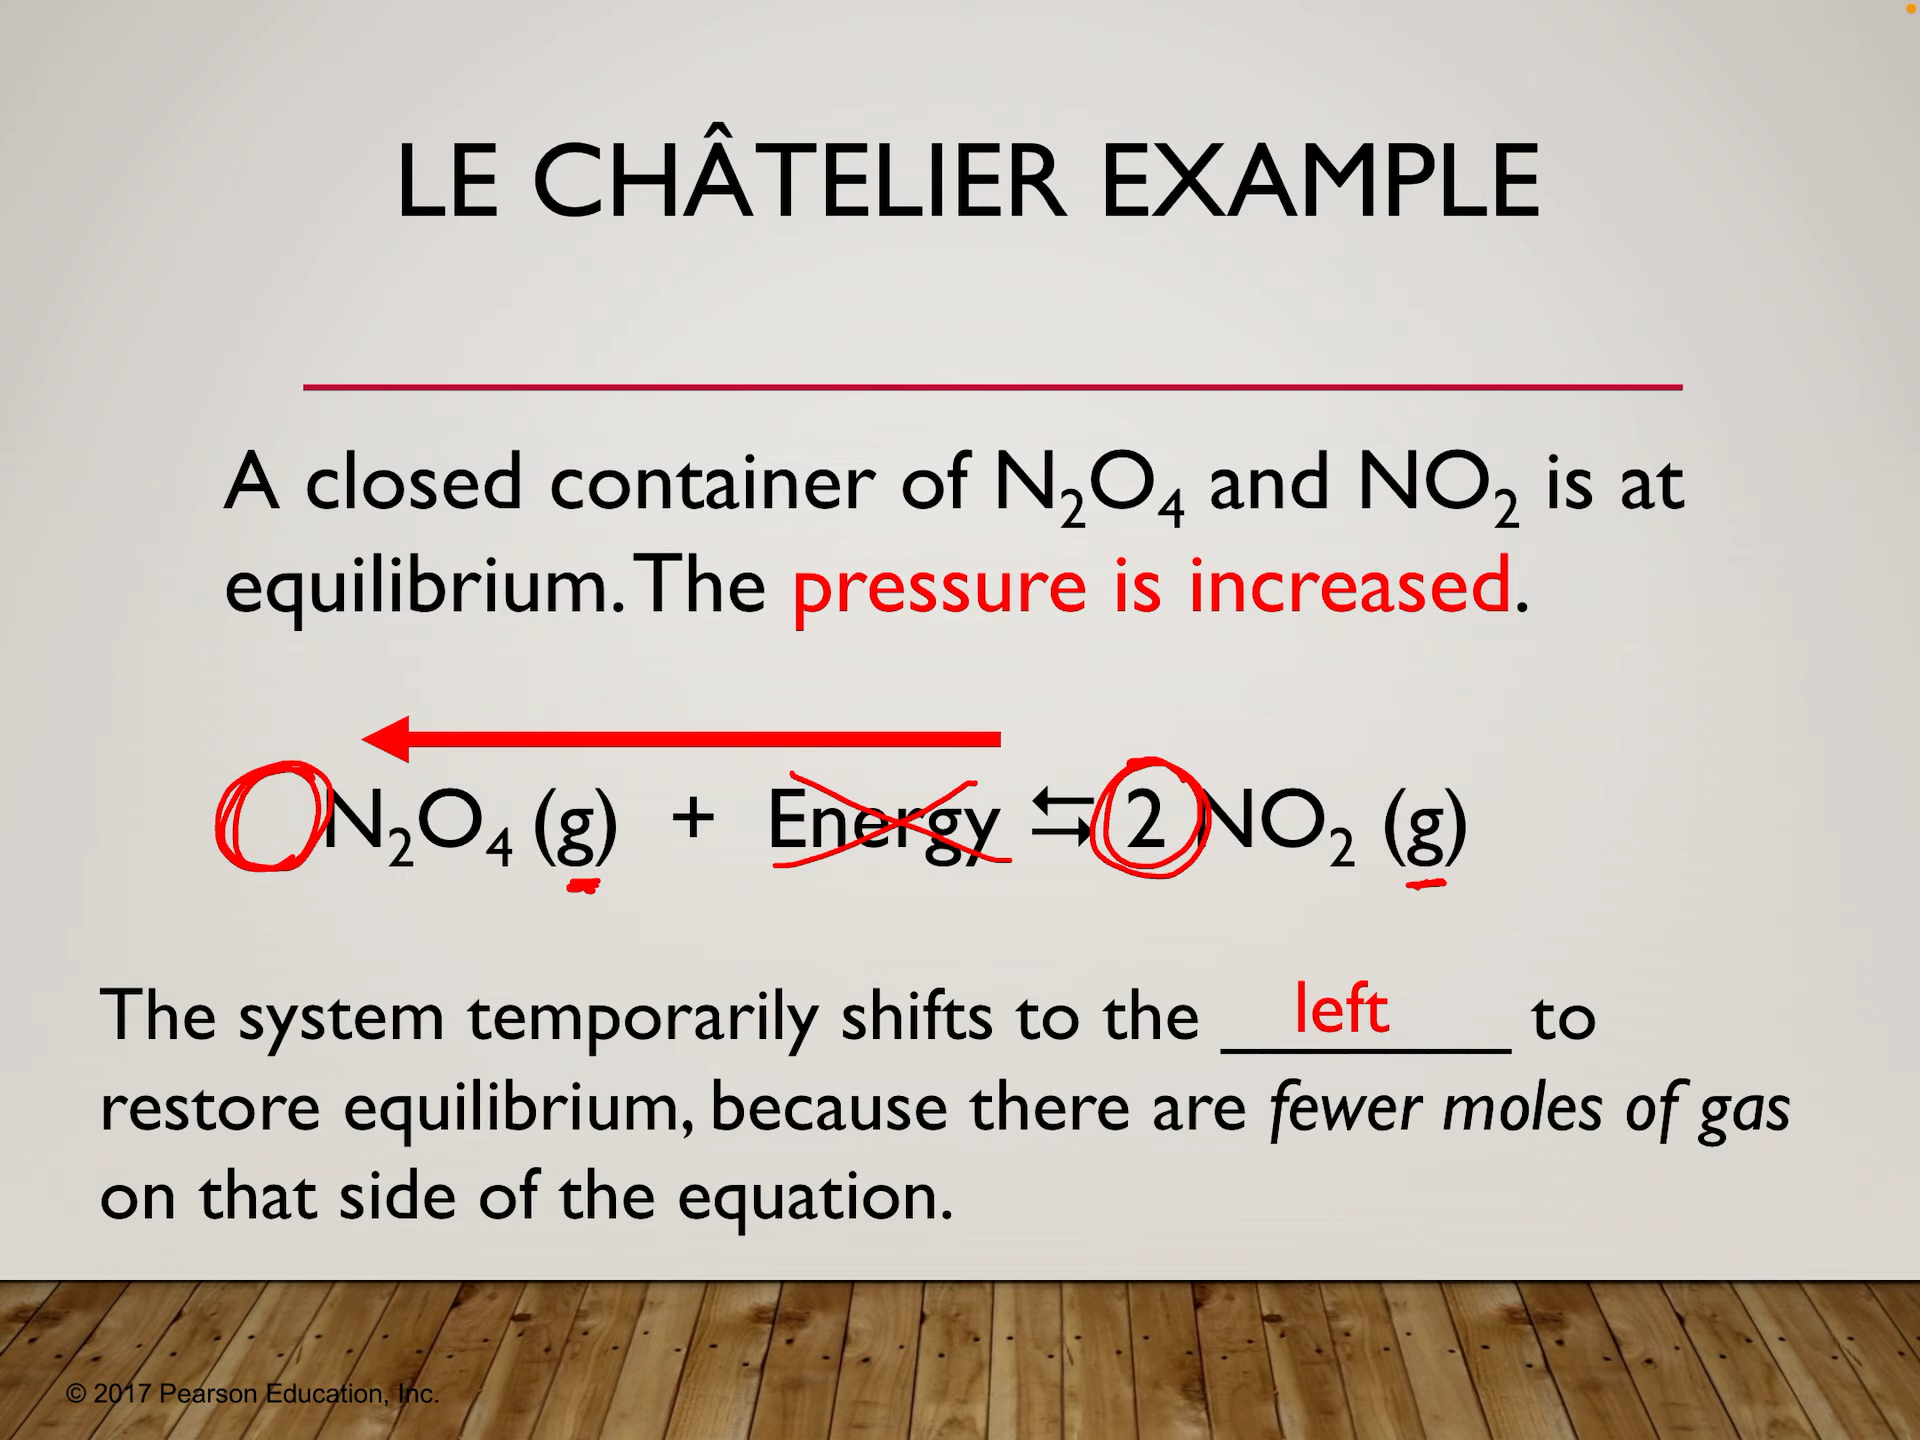 LE CHÂTELIER EXAMPLE
A closed container of N₂O₄ and NO₂ is at
equilibrium. The pressure is increased.
N₂O₄ (g) + Energy ⇆ 2 NO₂ (g)
The system temporarily shifts to the ________ left to
restore equilibrium, because there are fewer moles of gas
on that side of the equation.
© 2017 Pearson Education, Inc.